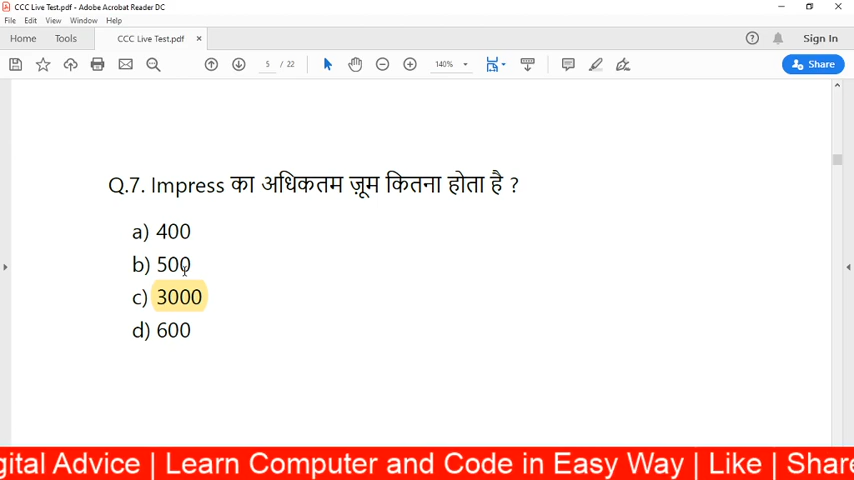 CCC Live Test.pdf - Adobe Acrobat Reader DC
File Edit View Window Help
Home Tools CCC Live Test.pdf × Sign In
5 / 22 140% Share
Q.7. Impress का अधिकतम ज़ूम कितना होता है ?
a) 400
b) 500
c) 3000
d) 600
gital Advice | Learn Computer and Code in Easy Way | Like | Share